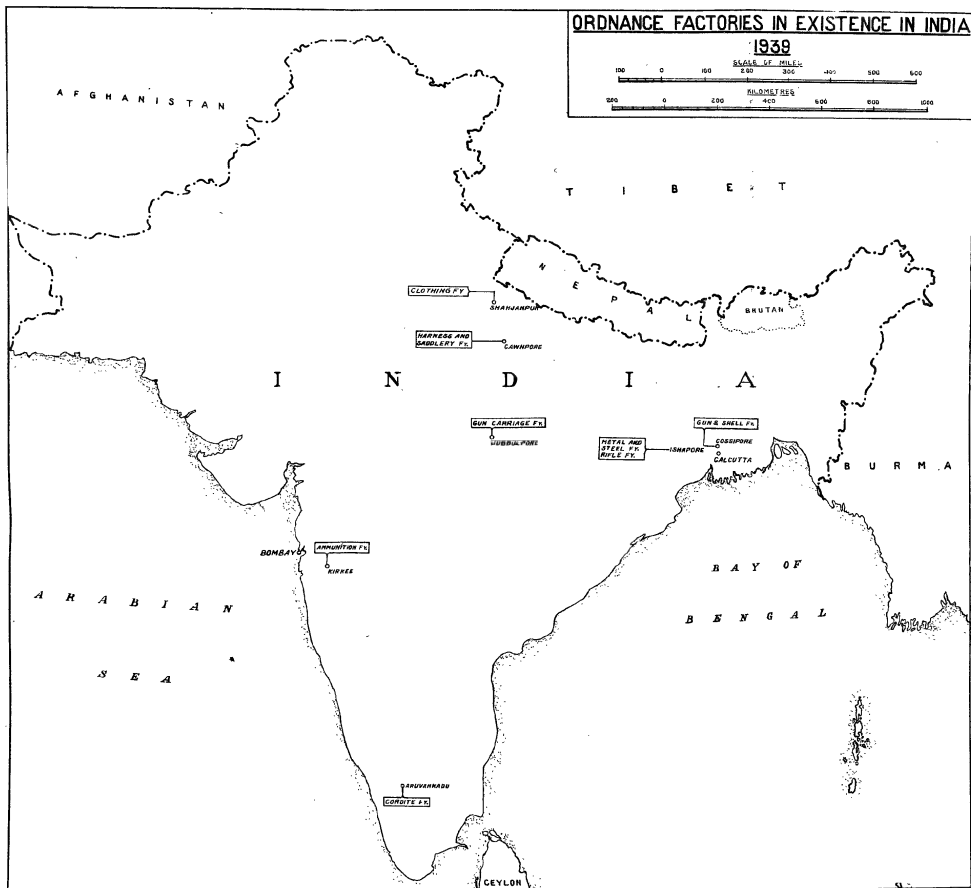 ORDNANCE FACTORIES IN EXISTENCE IN INDIA
1939
SCALE OF MILES
100 0 100 200 300 400 500 600
KILOMETRES
200 0 200 400 600 800 1000
AFGHANISTAN
TIBET
NEPAL
BHUTAN
CLOTHING FY
SHAHJAHPUR
HARNESS AND
SADDLERY FY.
CAWNPORE
INDIA
GUN CARRIAGE FY.
JUBBULPORE
GUN & SHELL FY.
METAL AND
STEEL FY.
RIFLE FY.
ISHAPORE
COSSIPORE
CALCUTTA
BURMA
BOMBAY
AMMUNITION FY.
KIRKEE
BAY OF
BENGAL
ARABIAN
SEA
ARUVANKADU
CORDITE FY.
CEYLON